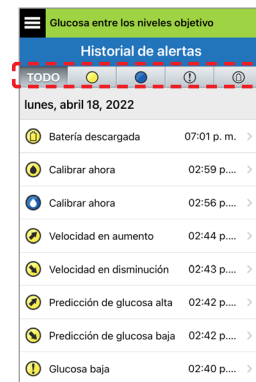 Glucosa entre los niveles objetivo
Historial de alertas
TODO
lunes, abril 18, 2022
Batería descargada 07:01 p. m.
Calibrar ahora 02:59 p....
Calibrar ahora 02:56 p....
Velocidad en aumento 02:44 p....
Velocidad en disminución 02:43 p....
Predicción de glucosa alta 02:42 p....
Predicción de glucosa baja 02:42 p....
Glucosa baja 02:40 p....